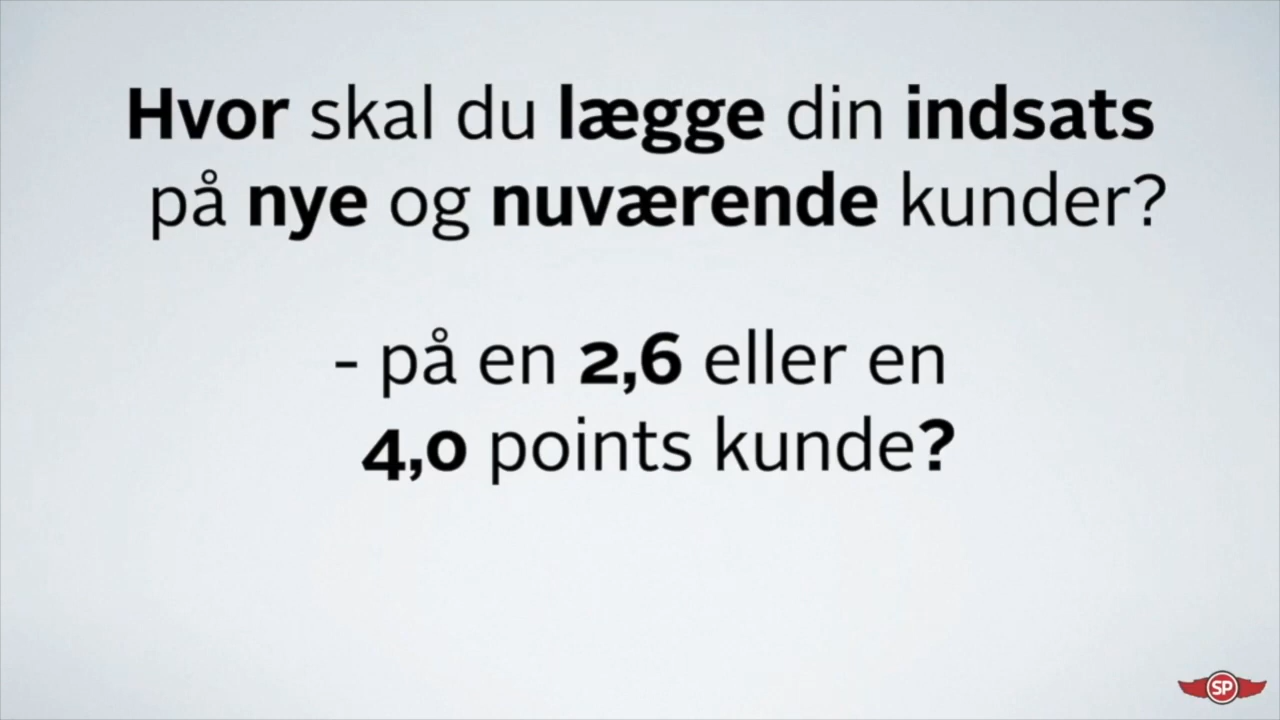 Hvor skal du lægge din indsats
på nye og nuværende kunder?
- på en 2,6 eller en
4,0 points kunde?
SP